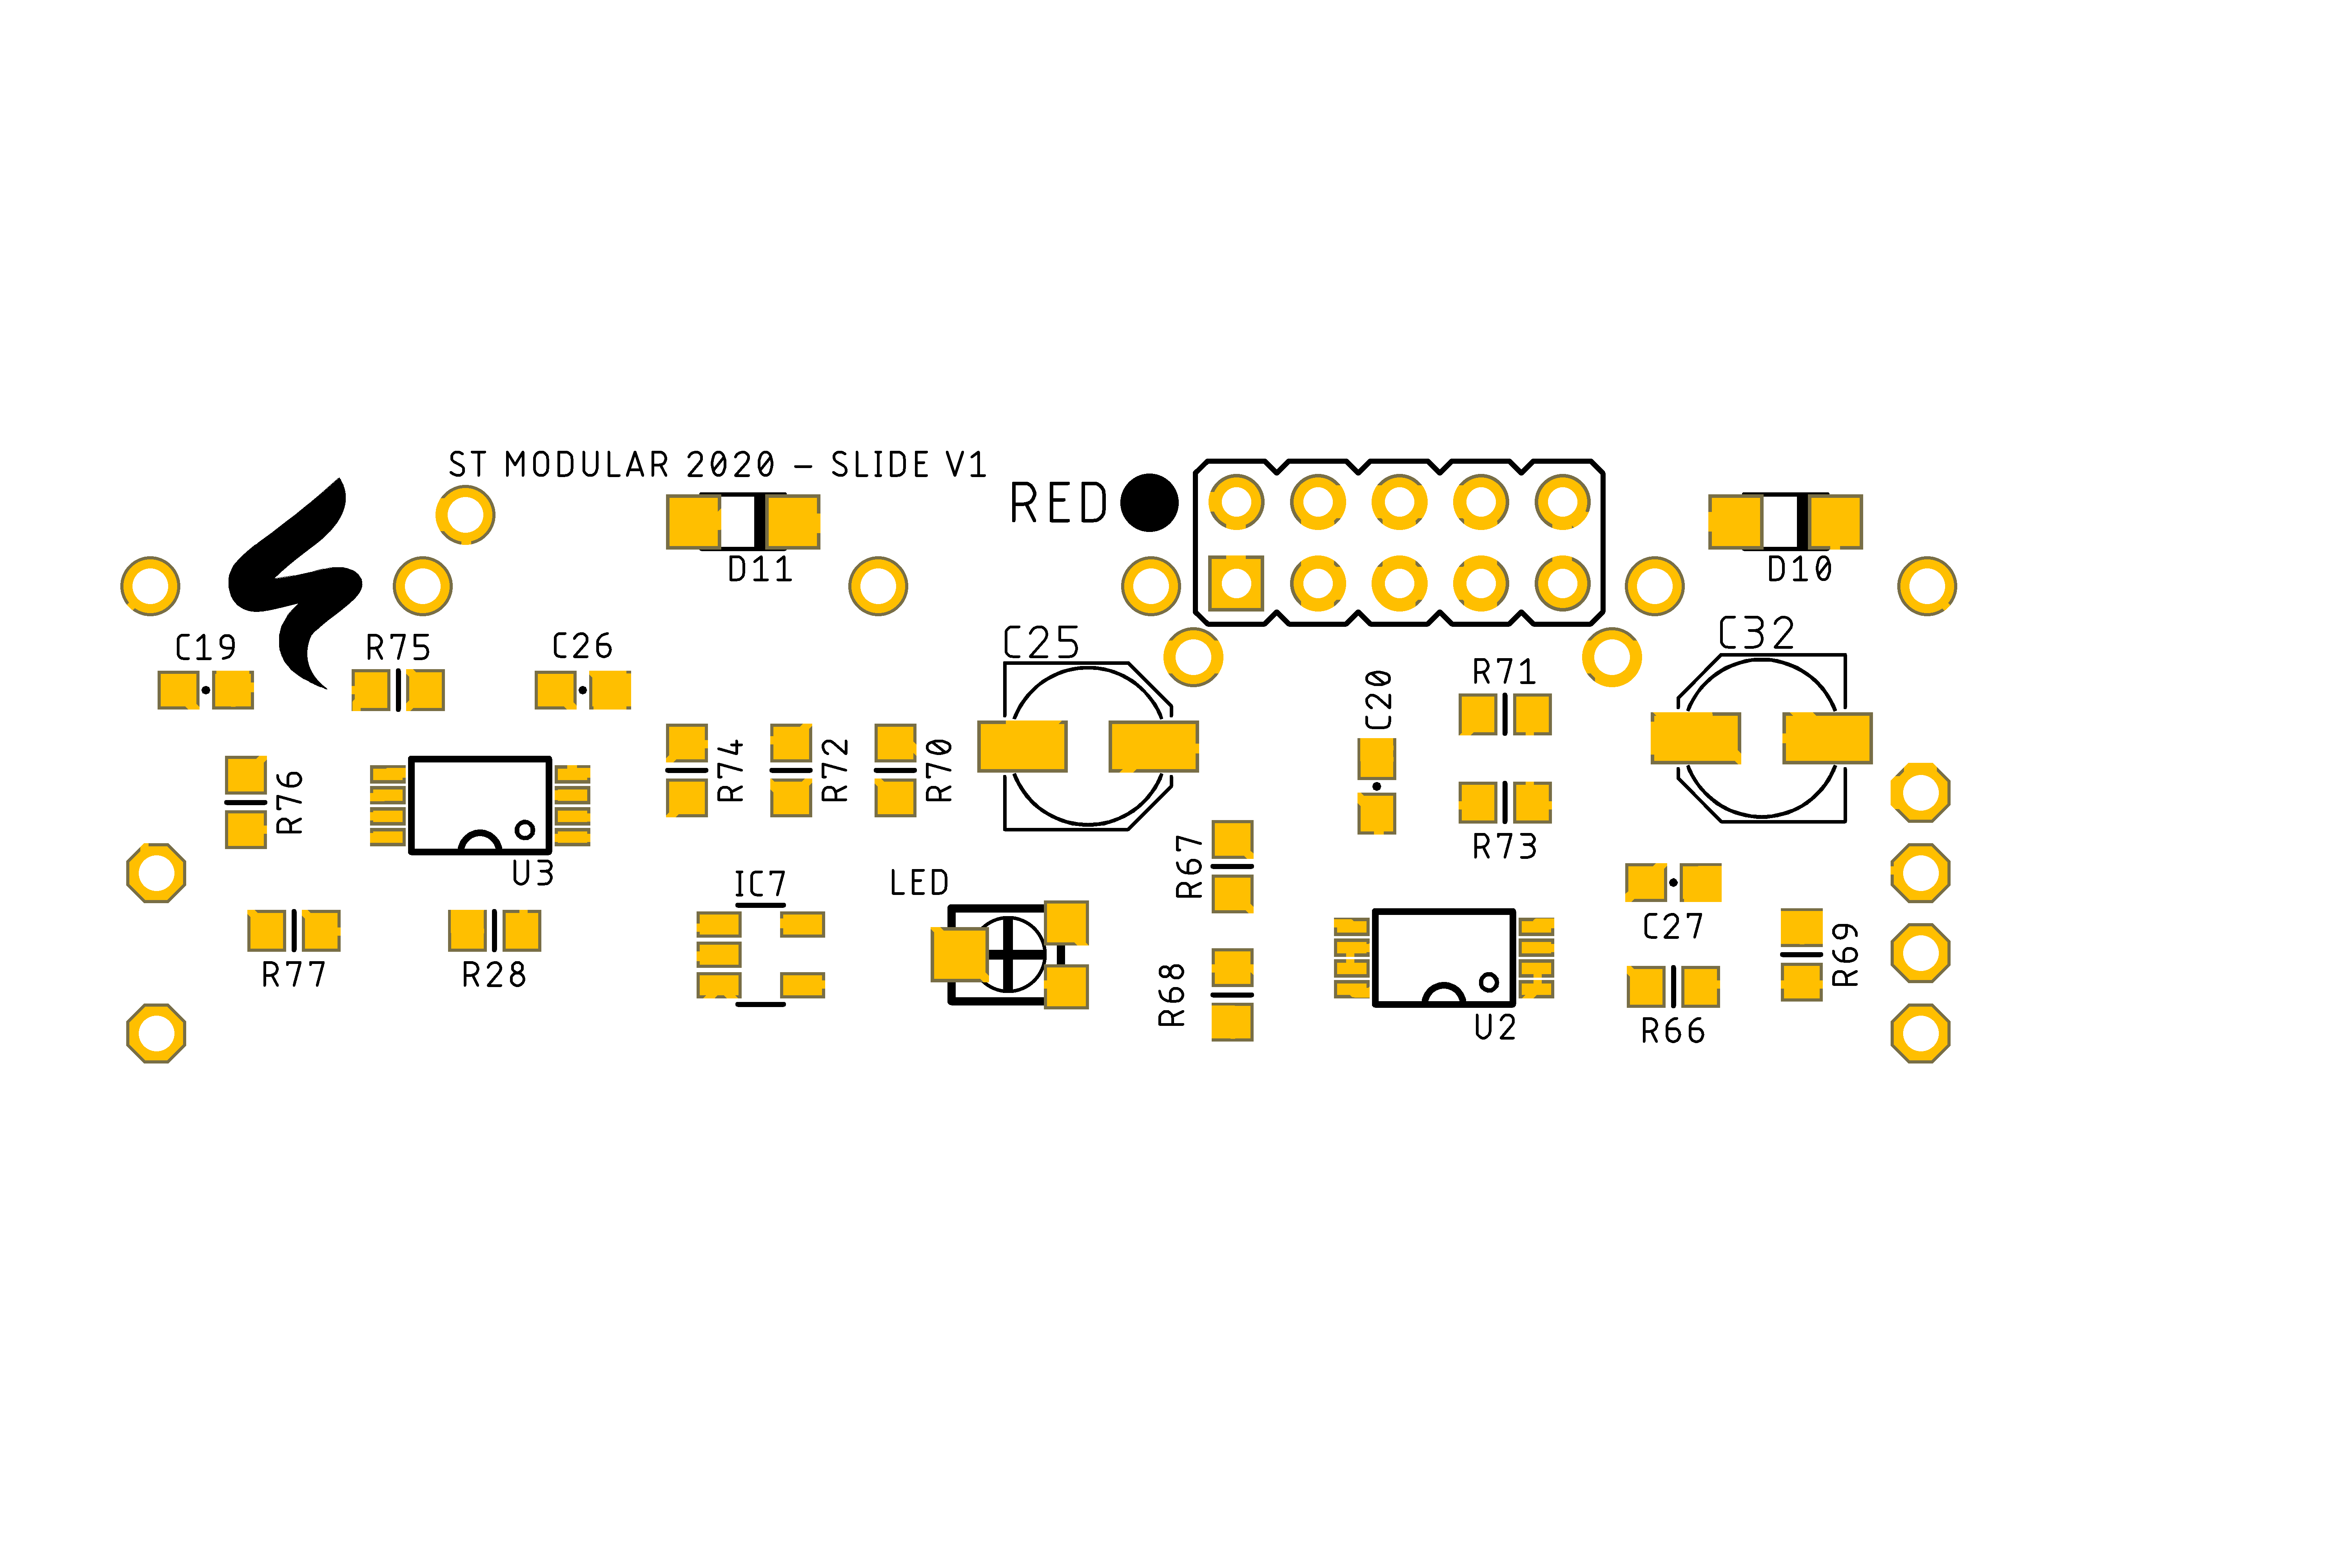 ST MODULAR 2020 – SLIDE V1
RED
D11
D10
C19
R75
C26
C25
C32
C20
R71
R76
R74
R72
R70
R73
U3
R67
IC7
LED
C27
R69
R77
R28
R68
U2
R66